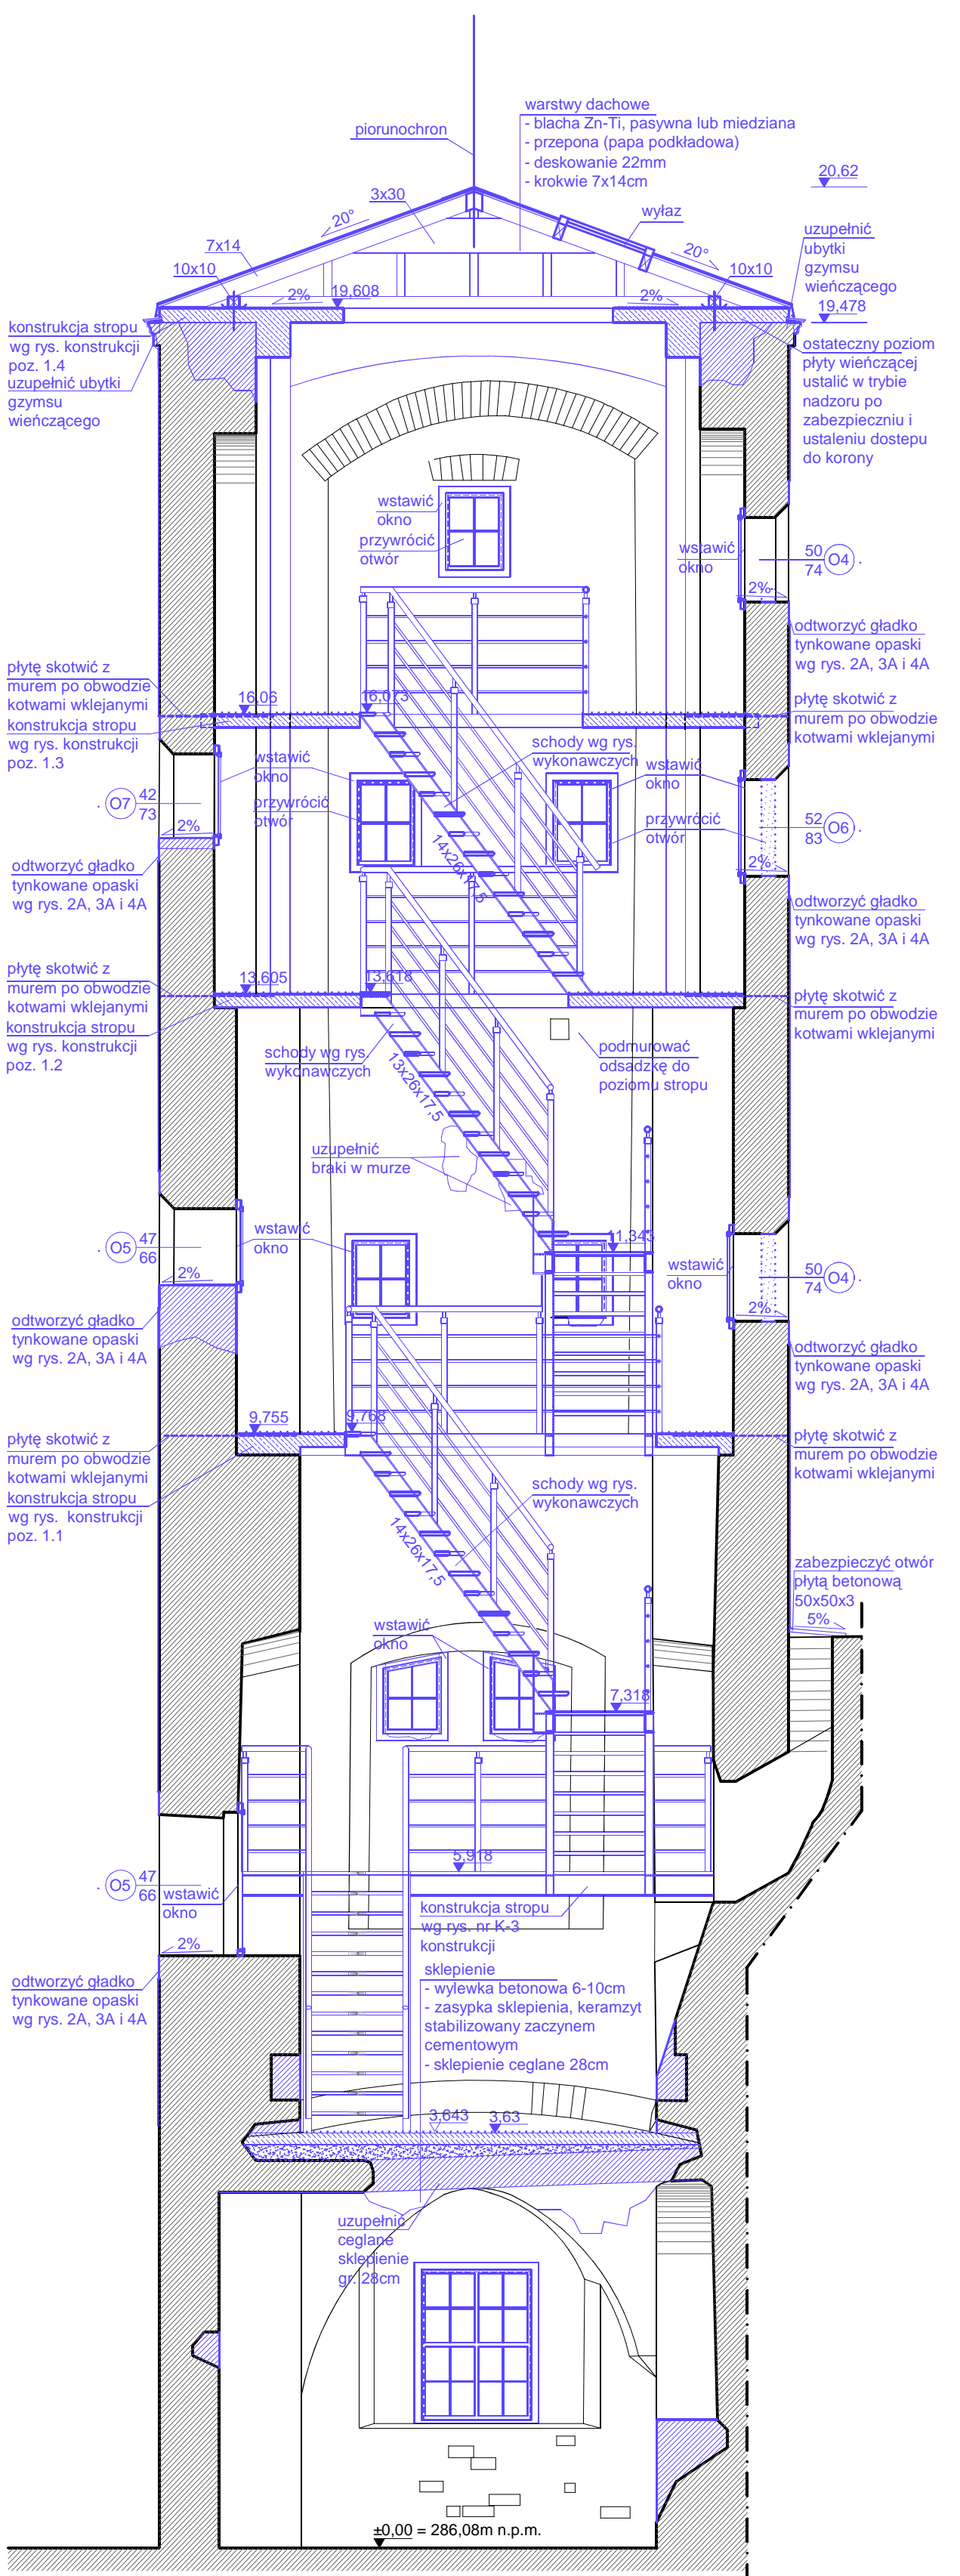 warstwy dachowe
- blacha Zn-Ti, pasywna lub miedziana
- przepona (papa podkładowa)
- deskowanie 22mm
- krokwie 7x14cm
piorunochron
20,62
3x30
20°
wyłaz
20°
uzupełnić
ubytki
gzymsu
wieńczącego
7x14
10x10
10x10
2%
19,608
2%
19,478
konstrukcja stropu
wg rys. konstrukcji
poz. 1.4
uzupełnić ubytki
gzymsu
wieńczącego
ostateczny poziom
płyty wieńczącej
ustalić w trybie
nadzoru po
zabezpieczniu i
ustaleniu dostepu
do korony
wstawić
okno
przywrócić
otwór
wstawić
okno
50
74
O4
2%
odtworzyć gładko
tynkowane opaski
wg rys. 2A, 3A i 4A
płytę skotwić z
murem po obwodzie
kotwami wklejanymi
konstrukcja stropu
wg rys. konstrukcji
poz. 1.3
16,06
16,073
płytę skotwić z
murem po obwodzie
kotwami wklejanymi
schody wg rys.
wykonawczych
wstawić
okno
przywrócić
otwór
wstawić
okno
przywrócić
otwór
O7
42
73
2%
52
83
O6
2%
14x26x17,5
odtworzyć gładko
tynkowane opaski
wg rys. 2A, 3A i 4A
odtworzyć gładko
tynkowane opaski
wg rys. 2A, 3A i 4A
płytę skotwić z
murem po obwodzie
kotwami wklejanymi
konstrukcja stropu
wg rys. konstrukcji
poz. 1.2
13,605
13,618
płytę skotwić z
murem po obwodzie
kotwami wklejanymi
schody wg rys.
wykonawczych
13x26x17,5
podmurować
odsadzkę do
poziomu stropu
uzupełnić
braki w murze
O5
47
66
wstawić
okno
2%
11,343
wstawić
okno
50
74
O4
2%
odtworzyć gładko
tynkowane opaski
wg rys. 2A, 3A i 4A
odtworzyć gładko
tynkowane opaski
wg rys. 2A, 3A i 4A
płytę skotwić z
murem po obwodzie
kotwami wklejanymi
konstrukcja stropu
wg rys. konstrukcji
poz. 1.1
9,755
9,768
płytę skotwić z
murem po obwodzie
kotwami wklejanymi
schody wg rys.
wykonawczych
14x26x17,5
zabezpieczyć otwór
płytą betonową
50x50x3
5%
wstawić
okno
7,318
5,918
O5
47
66
wstawić
okno
2%
konstrukcja stropu
wg rys. nr K-3
konstrukcji
odtworzyć gładko
tynkowane opaski
wg rys. 2A, 3A i 4A
sklepienie
- wylewka betonowa 6-10cm
- zasypka sklepienia, keramzyt
stabilizowany zaczynem
cementowym
- sklepienie ceglane 28cm
3,643
3,63
uzupełnić
ceglane
sklepienie
gr. 28cm
±0,00 = 286,08m n.p.m.